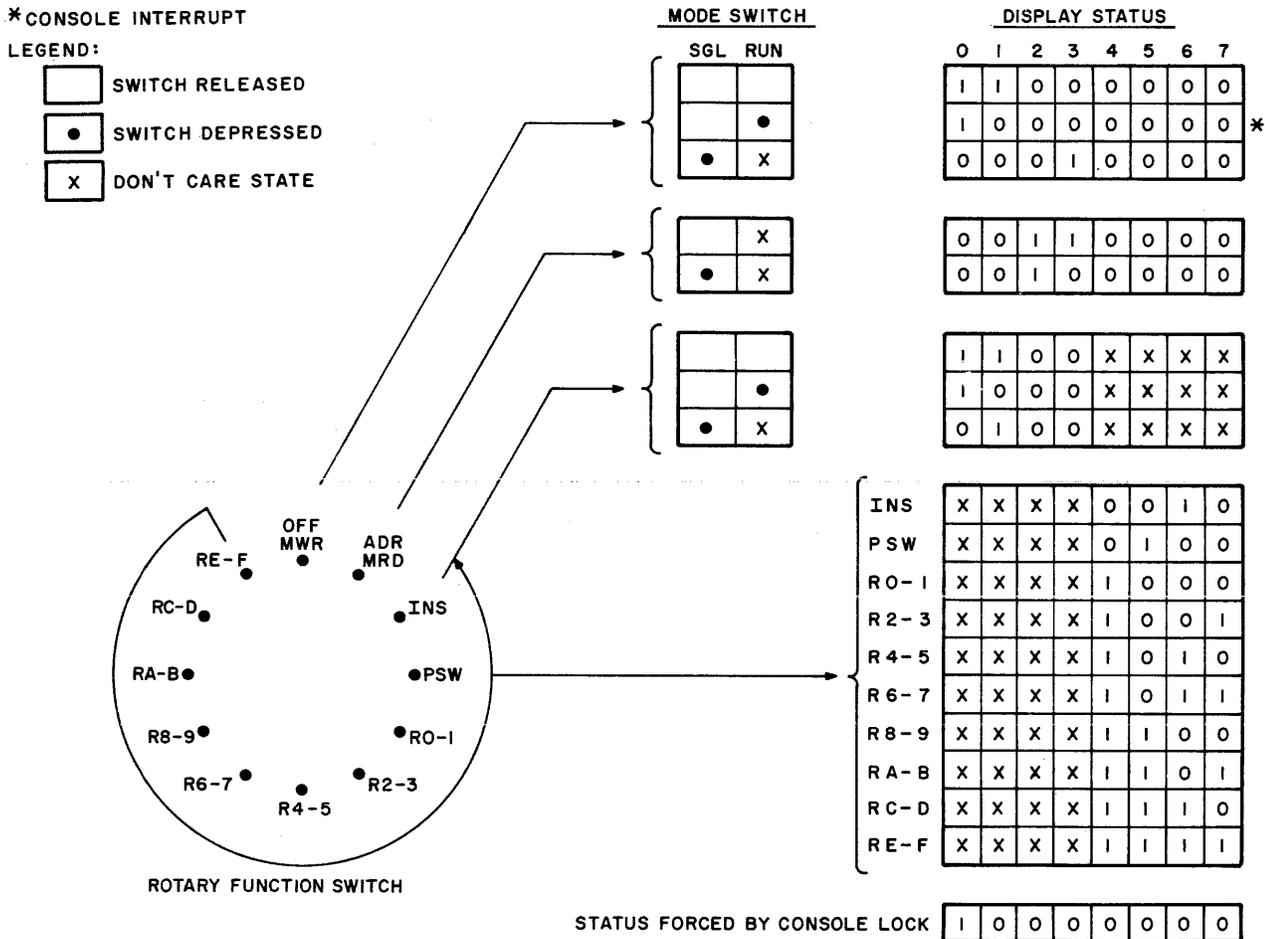 *CONSOLE INTERRUPT
LEGEND:
SWITCH RELEASED
● SWITCH DEPRESSED
X DON'T CARE STATE
MODE SWITCH
SGL RUN
DISPLAY STATUS
0 1 2 3 4 5 6 7
1 1 0 0 0 0 0 0
● 1 0 0 0 0 0 0 0 *
● X 0 0 0 1 0 0 0 0
X 0 0 1 1 0 0 0 0
● X 0 0 1 0 0 0 0 0
1 1 0 0 X X X X
● 1 0 0 0 X X X X
● X 0 1 0 0 X X X X
INS X X X X 0 0 1 0
PSW X X X X 0 1 0 0
R0-1 X X X X 1 0 0 0
R2-3 X X X X 1 0 0 1
R4-5 X X X X 1 0 1 0
R6-7 X X X X 1 0 1 1
R8-9 X X X X 1 1 0 0
RA-B X X X X 1 1 0 1
RC-D X X X X 1 1 1 0
RE-F X X X X 1 1 1 1
OFF
MWR
ADR
MRD
INS
PSW
R0-1
R2-3
R4-5
R6-7
R8-9
RA-B
RC-D
RE-F
ROTARY FUNCTION SWITCH
STATUS FORCED BY CONSOLE LOCK 1 0 0 0 0 0 0 0